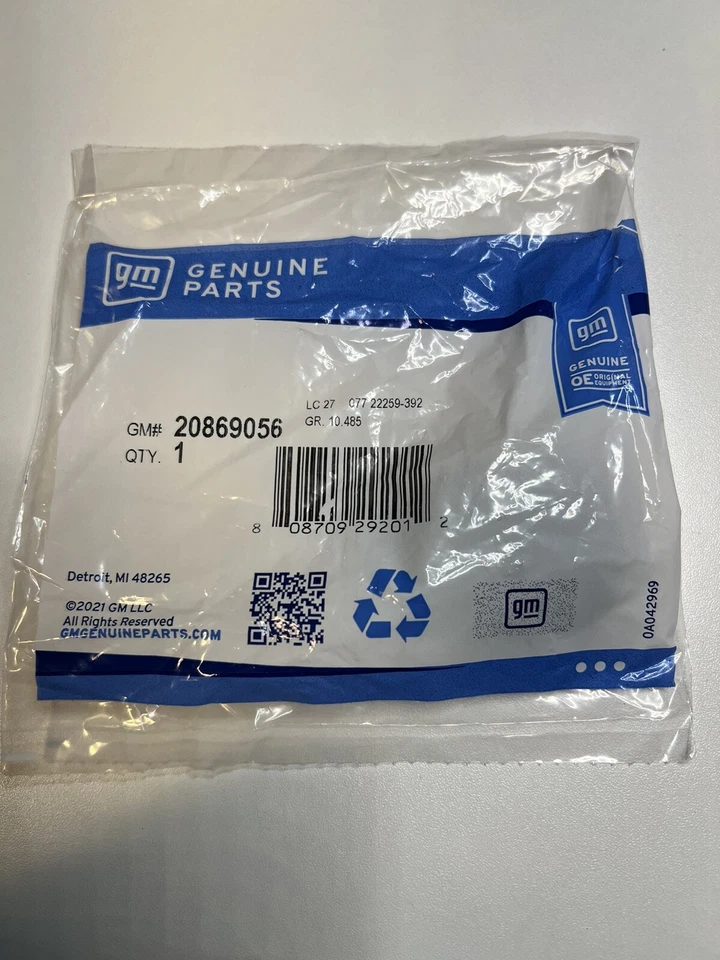 gm GENUINE
PARTS
gm
GENUINE
OE ORIGINAL
EQUIPMENT
LC 27 077 22259-392
GR. 10.485
GM# 20869056
QTY. 1
8 08709 29201 2
Detroit, MI 48265
©2021 GM LLC
All Rights Reserved
GMGENUINEPARTS.COM
gm
0A042969